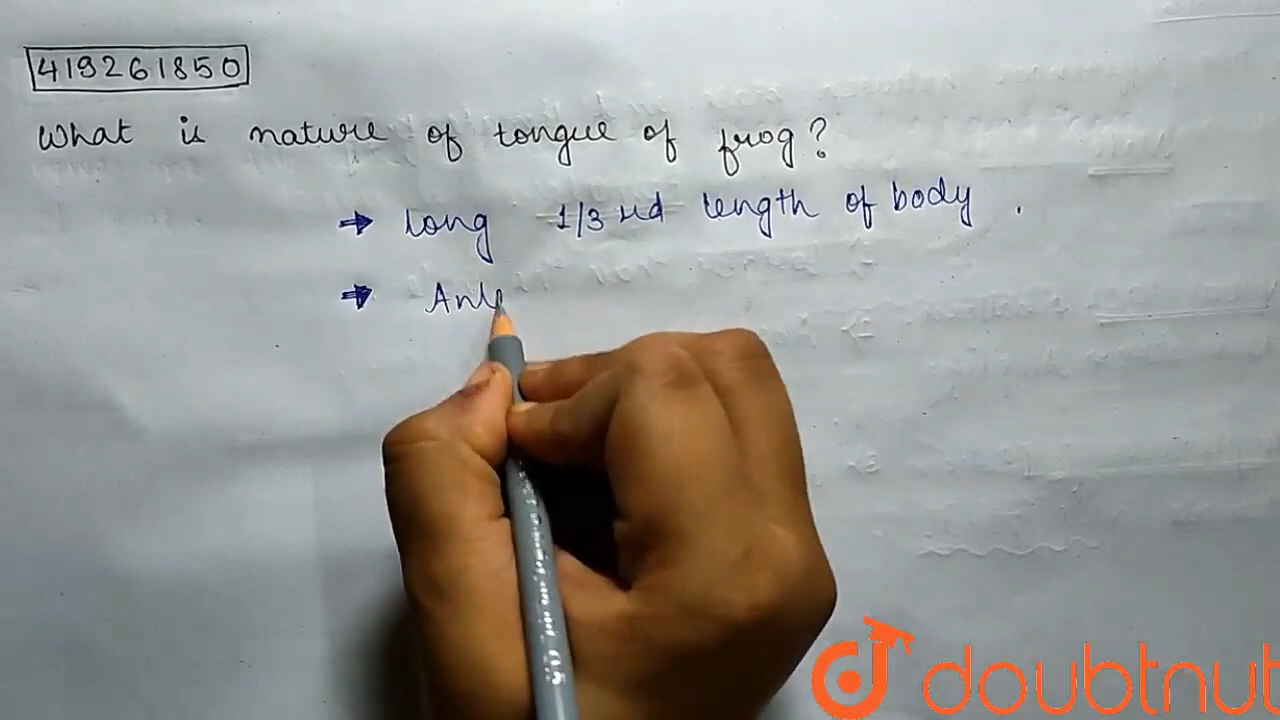 419261850
What is nature of tongue of frog?
→ long 1/3 rd length of body .
→ Ant
doubtnut